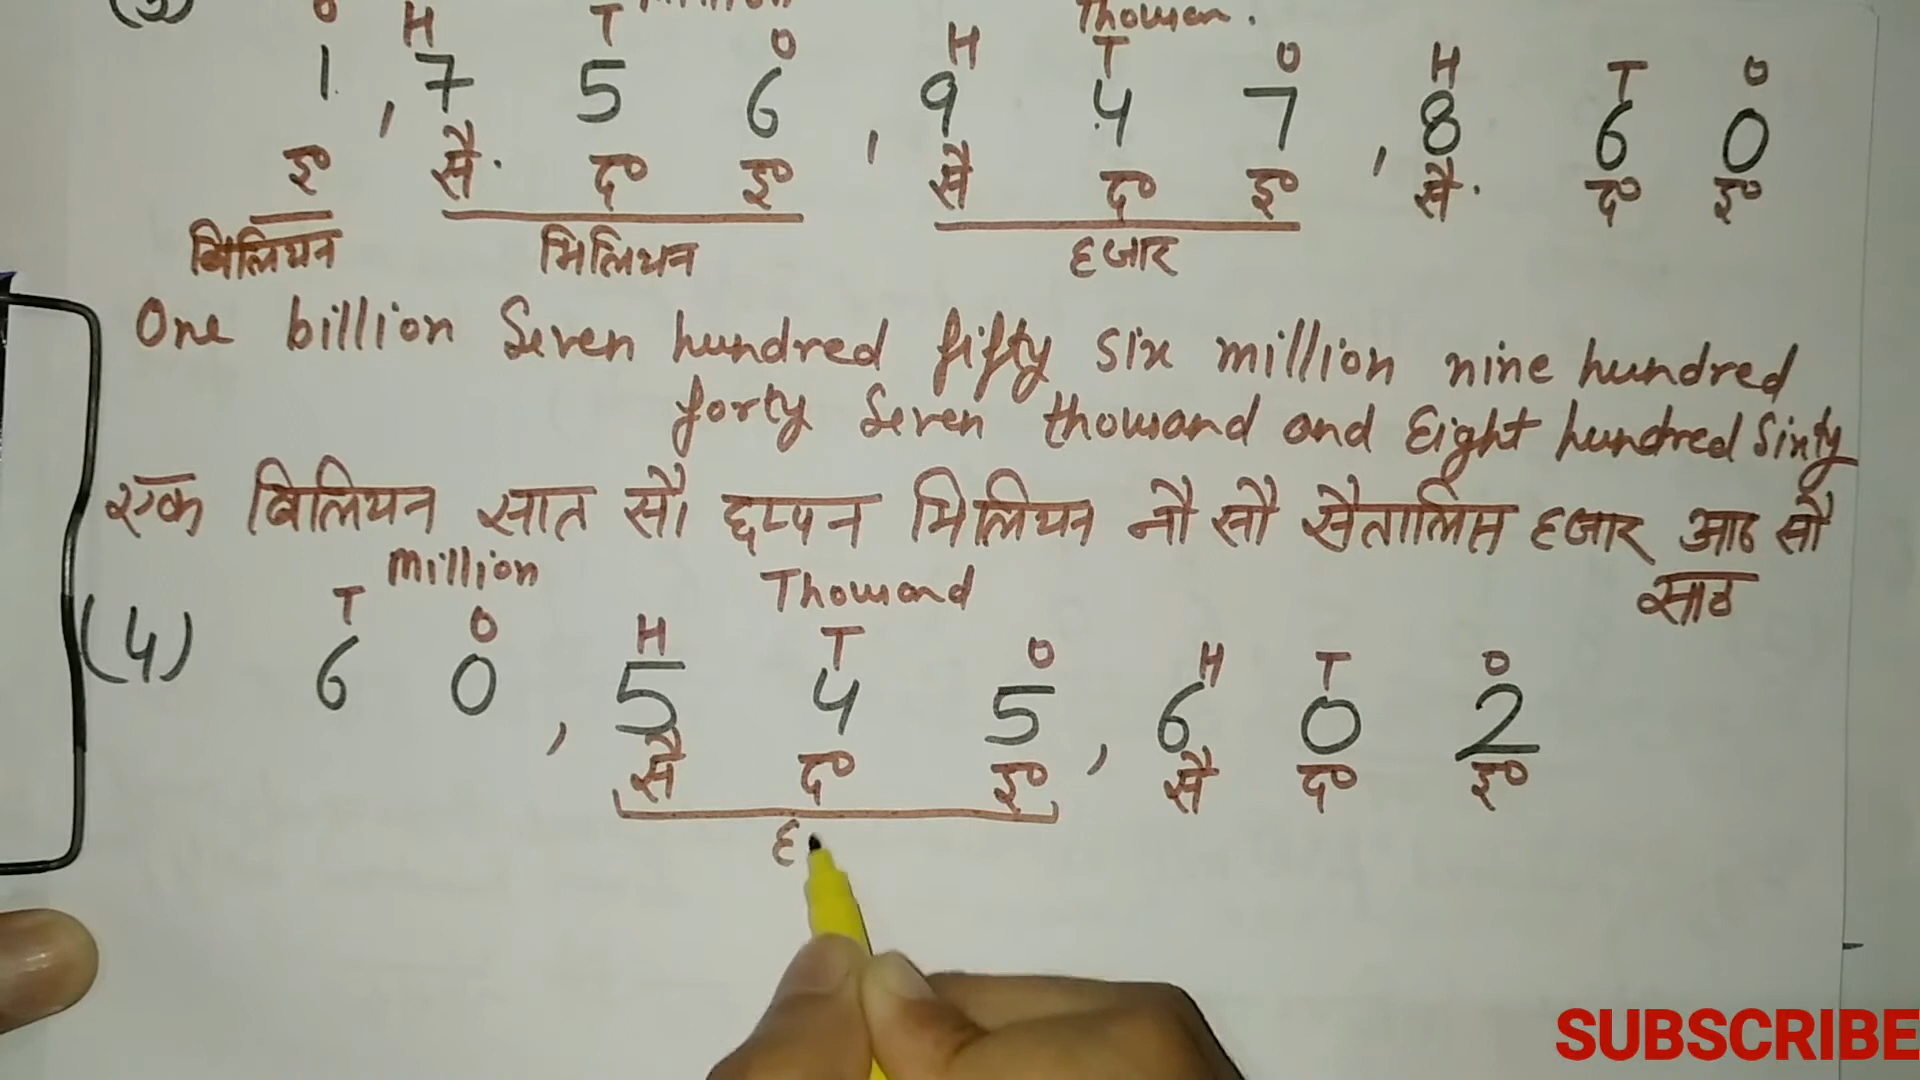 (3)
O H T Million O H Thousan. T O H T O
1 , 7 5 6 , 9 4 7 , 8 6 0
इ० सै. द० इ० सै द० इ० सै. द० इ०
बिलियन मिलियन हजार
One billion Seven hundred fifty six million nine hundred
forty Seven thousand and Eight hundred Sixty
एक बिलियन सात सौ छप्पन मिलियन नौ सौ सैतालिस हजार आठ सौ
साठ
Million Thousand
T O H T O H T O
(4) 6 0 , 5 4 5 , 6 0 2
सै द० इ० सै द० इ०
ह
SUBSCRIBE